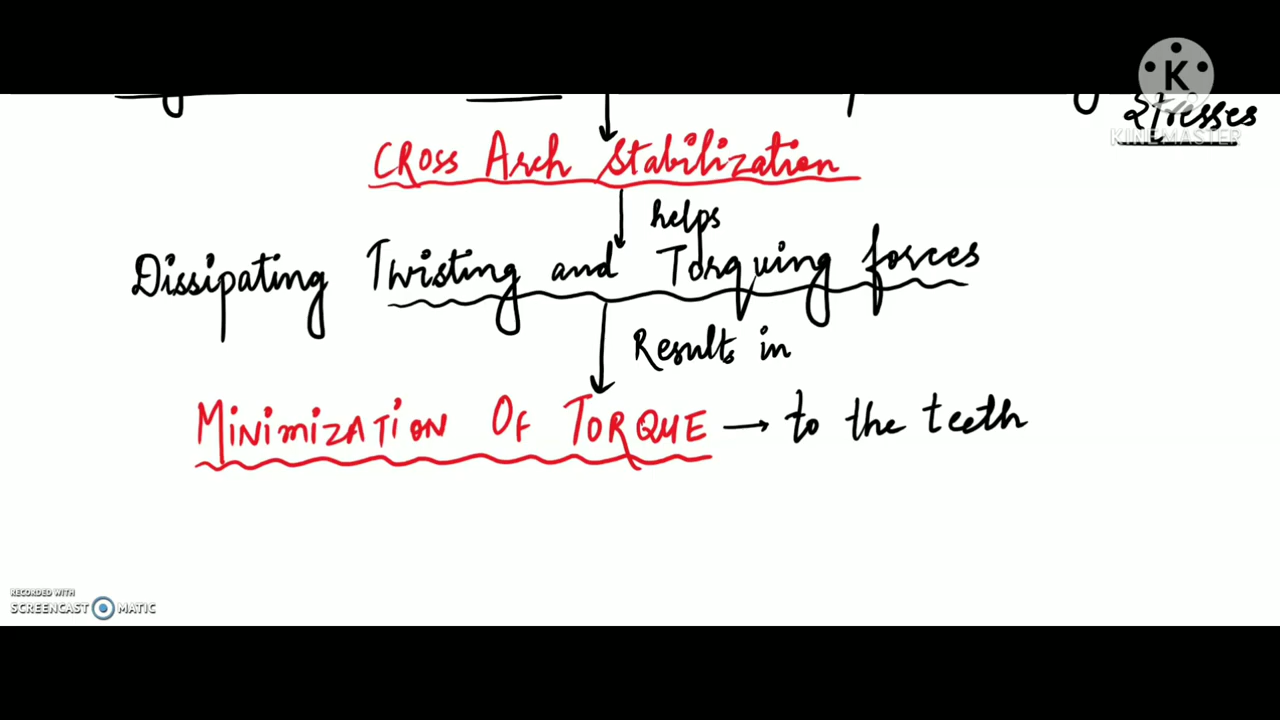 K
KINEMASTER
Stresses
CROSS Arch Stabilization
helps
Dissipating Twisting and Torquing forces
Results in
MINIMIZATION OF TORQUE → to the teeth
RECORDED WITH
SCREENCAST MATIC